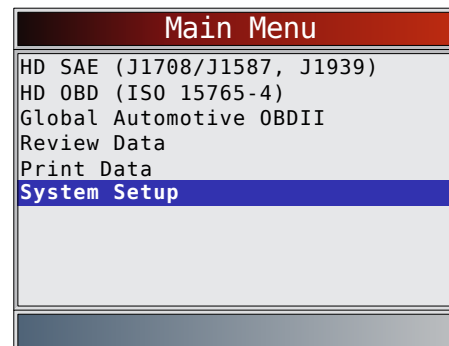 Main Menu
HD SAE (J1708/J1587, J1939)
HD OBD (ISO 15765-4)
Global Automotive OBDII
Review Data
Print Data
System Setup